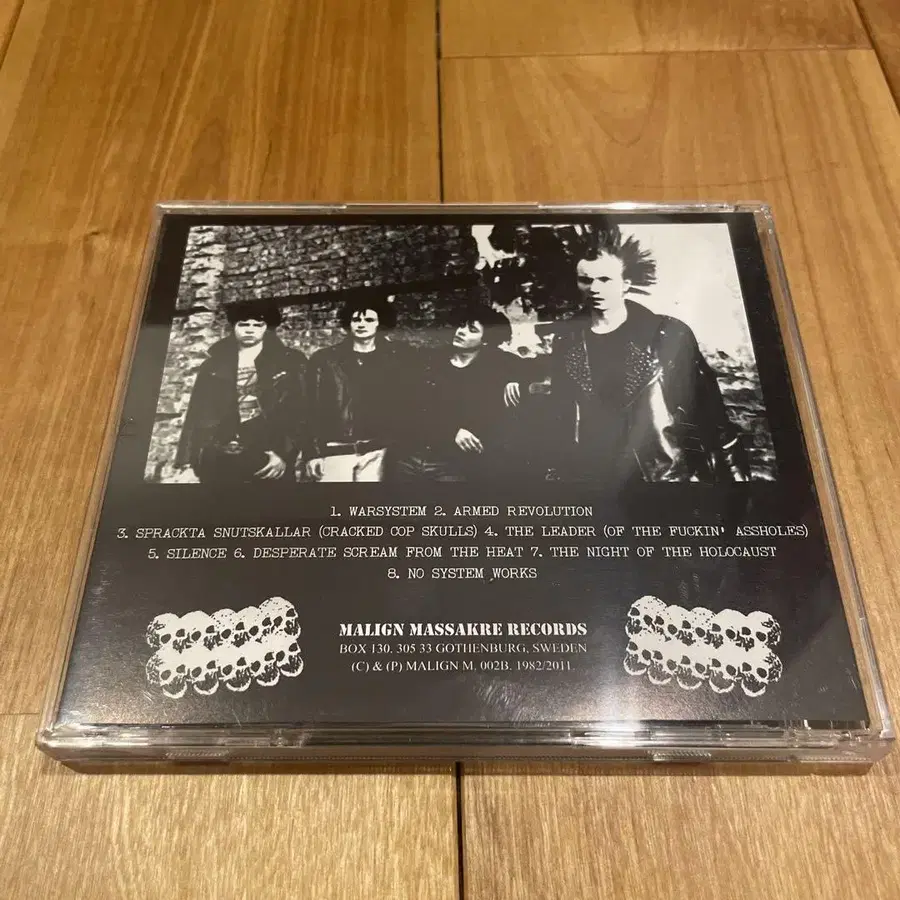 1. WARSYSTEM 2. ARMED REVOLUTION
3. SPRACKTA SNUTSKALLAR (CRACKED COP SKULLS) 4. THE LEADER (OF THE FUCKIN' ASSHOLES)
5. SILENCE 6. DESPERATE SCREAM FROM THE HEAT 7. THE NIGHT OF THE HOLOCAUST
8. NO SYSTEM WORKS
MALIGN MASSAKRE RECORDS
BOX 130. 305 33 GOTHENBURG, SWEDEN
(C) & (P) MALIGN M. 002B. 1982/2011.